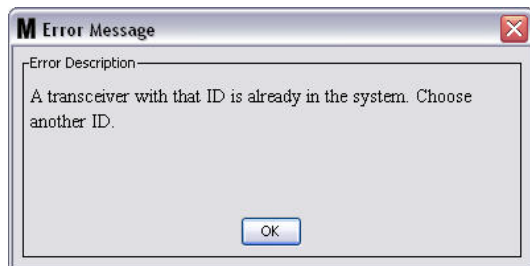 M Error Message
Error Description
A transceiver with that ID is already in the system. Choose
another ID.
OK